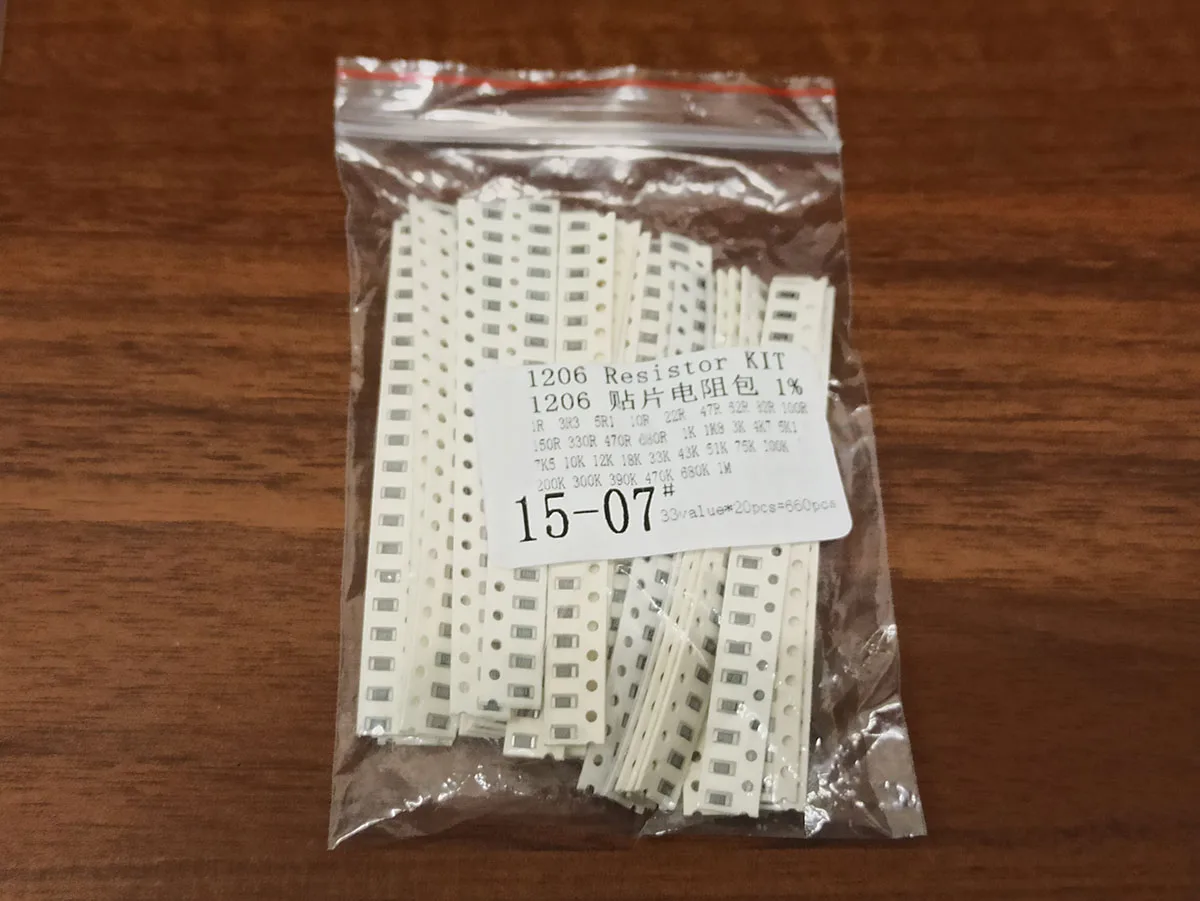 1206 Resistor KIT
1206 贴片电阻包 1%
1R 3R3 5R1 10R 22R 47R 52R 82R 100R
150R 330R 470R 680R 1K 1K8 3K 4K7 5K1
7K5 10K 12K 18K 33K 43K 51K 75K 100K
200K 300K 390K 470K 680K 1M
15-07# 33value*20pcs=660pcs